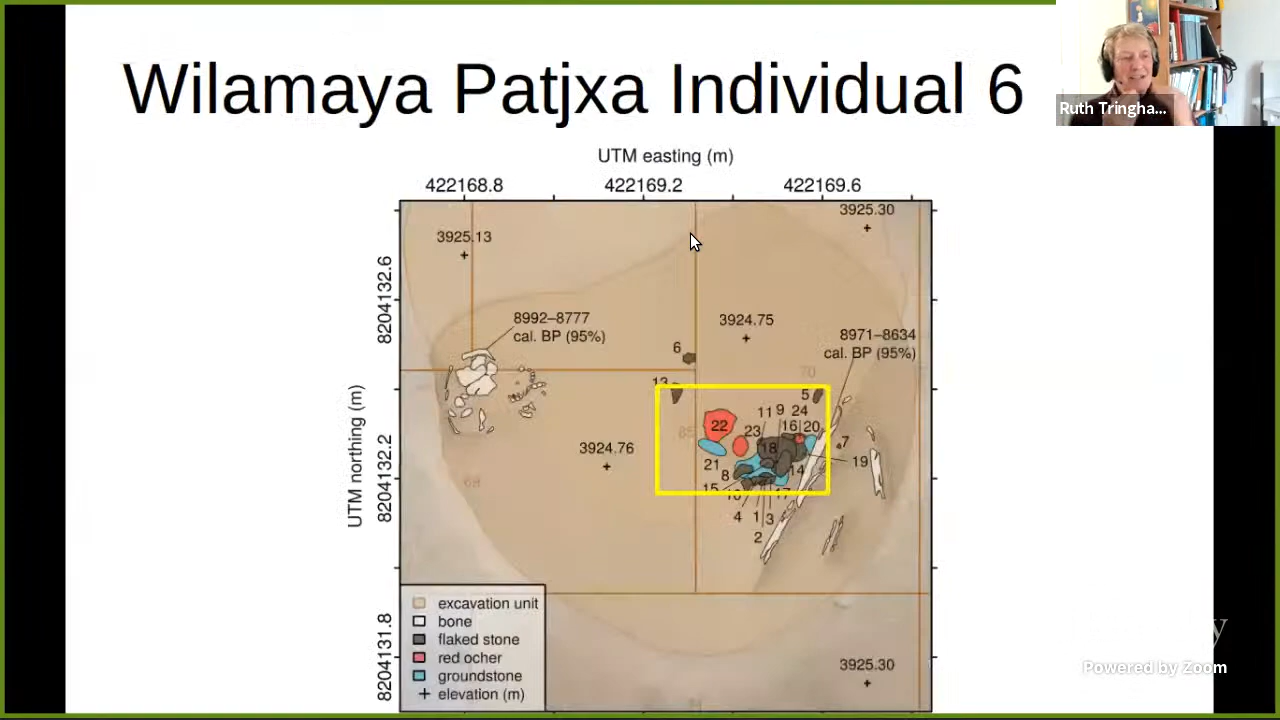 Wilamaya Patjxa Individual 6
Ruth Tringha...
UTM easting (m)
422168.8 422169.2 422169.6
3925.30
3925.13
8204132.6
8992–8777
cal. BP (95%)
3924.75
8971–8634
cal. BP (95%)
6
70
13
5
11 9 24
22
23
16 20
85
18
7
UTM northing (m)
8204132.2
3924.76
21
19
8
14
68
15
10
17
4 1 3
2
excavation unit
bone
flaked stone
red ocher
groundstone
elevation (m)
8204131.8
3925.30
Powered by Zoom